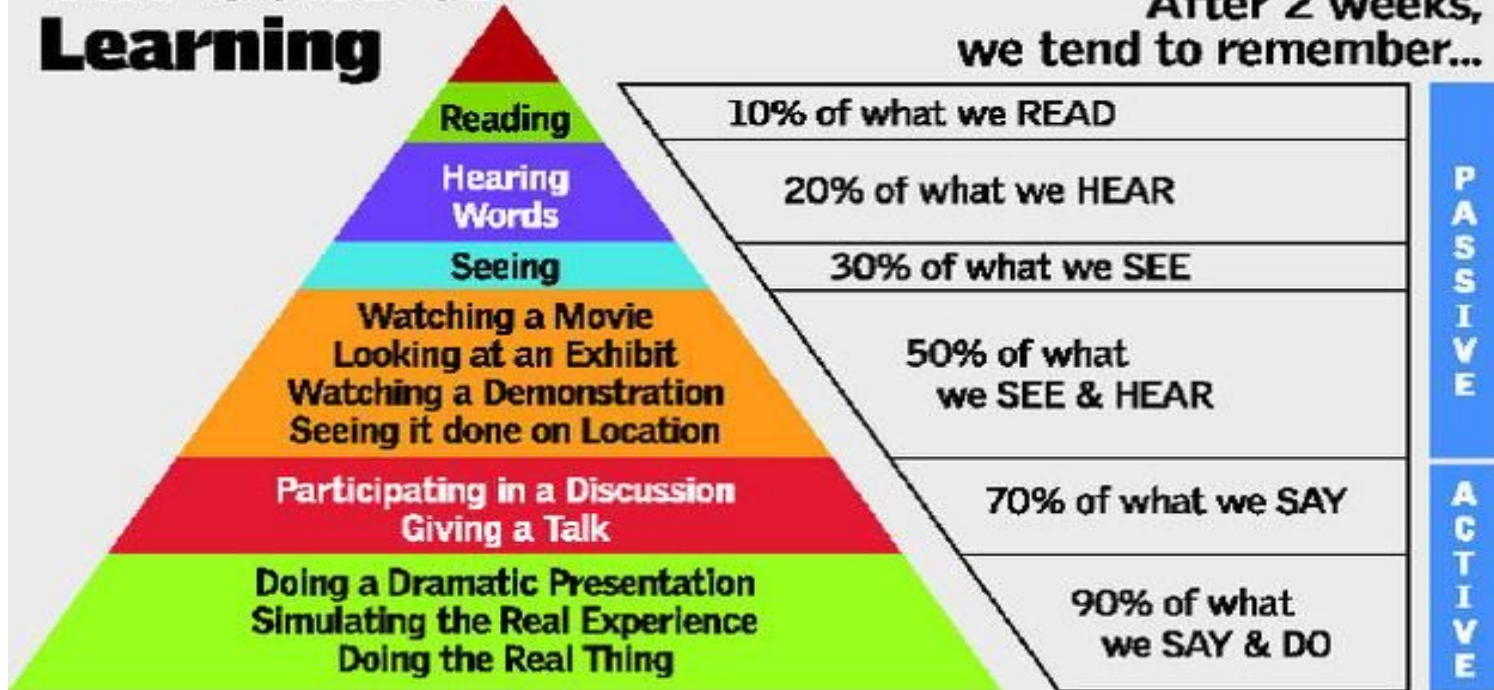 Learning
After 2 weeks,
we tend to remember...
Reading
10% of what we READ
Hearing
Words
20% of what we HEAR
Seeing
30% of what we SEE
Watching a Movie
Looking at an Exhibit
Watching a Demonstration
Seeing it done on Location
50% of what
we SEE & HEAR
Participating in a Discussion
Giving a Talk
70% of what we SAY
Doing a Dramatic Presentation
Simulating the Real Experience
Doing the Real Thing
90% of what
we SAY & DO
PASSIVE
ACTIVE